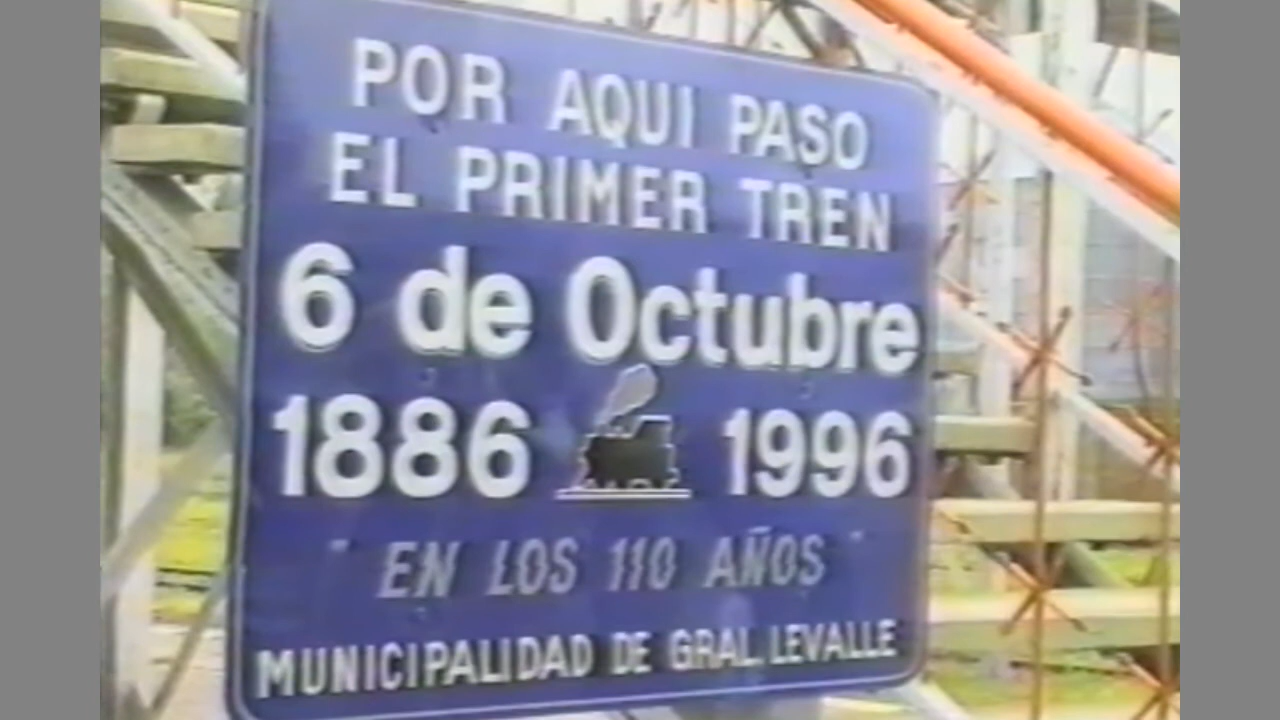 POR AQUI PASO
EL PRIMER TREN
6 de Octubre
1886 1996
" EN LOS 110 AÑOS "
MUNICIPALIDAD DE GRAL. LEVALLE